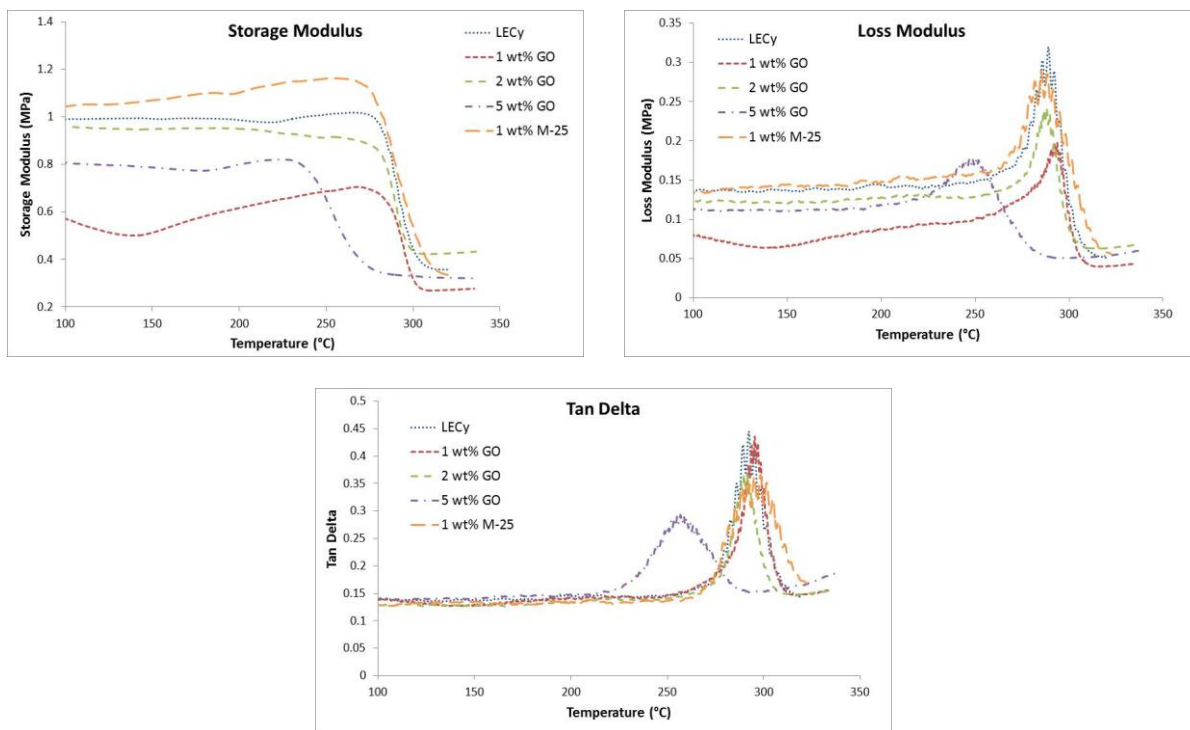 Storage Modulus
1.4
1.2
1
0.8
0.6
0.4
0.2
Storage Modulus (MPa)
LECy
1 wt% GO
2 wt% GO
5 wt% GO
1 wt% M-25
100
150
200
250
300
350
Temperature (°C)
Loss Modulus
0.35
0.3
0.25
0.2
0.15
0.1
0.05
0
Loss Modulus (MPa)
LECy
1 wt% GO
2 wt% GO
5 wt% GO
1 wt% M-25
100
150
200
250
300
350
Temperature (°C)
Tan Delta
0.5
0.45
0.4
0.35
0.3
0.25
0.2
0.15
0.1
0.05
0
Tan Delta
LECy
1 wt% GO
2 wt% GO
5 wt% GO
1 wt% M-25
100
150
200
250
300
350
Temperature (°C)